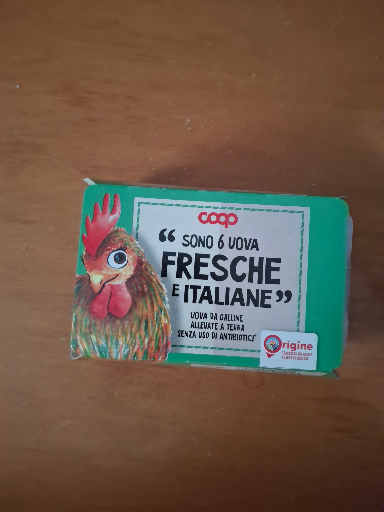 coop
“SONO 6 UOVA
FRESCHE
E ITALIANE”
UOVA DA GALLINE
ALLEVATE A TERRA
SENZA USO DI ANTIBIOTICI
Origine